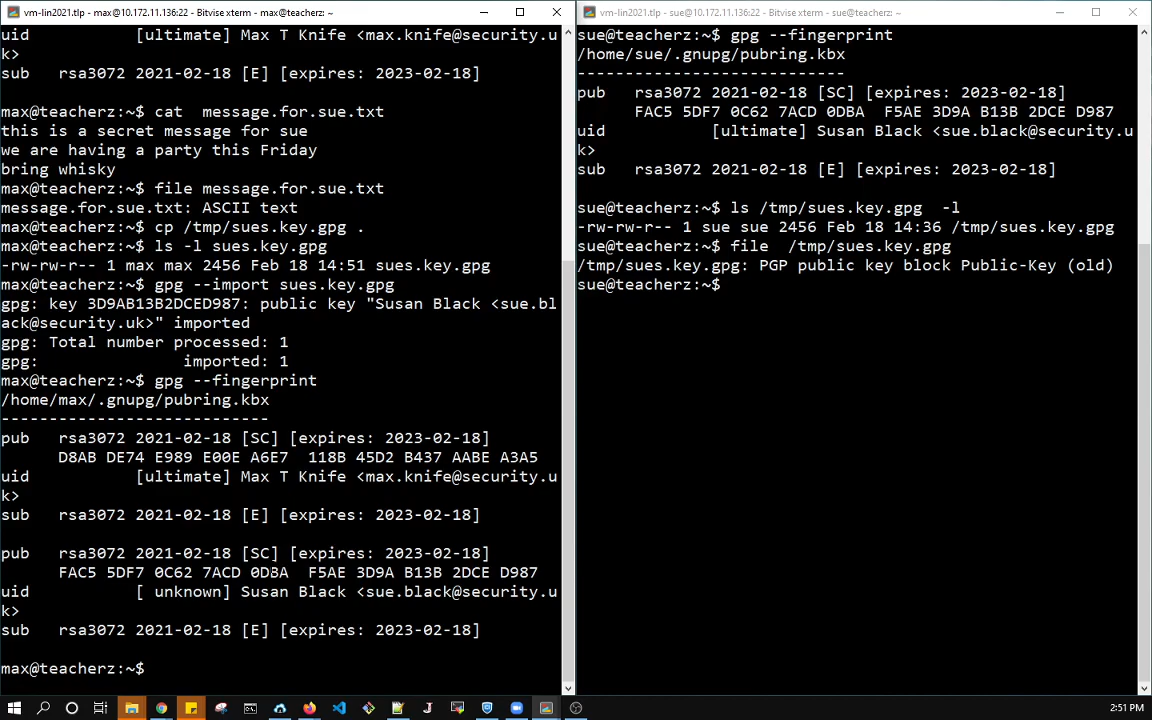 vm-lin2021.tlp - max@10.172.11.136:22 - Bitvise xterm - max@teacherz: ~
uid           [ultimate] Max T Knife <max.knife@security.u
k>
sub   rsa3072 2021-02-18 [E] [expires: 2023-02-18]
max@teacherz:~$ cat  message.for.sue.txt
this is a secret message for sue
we are having a party this Friday
bring whisky
max@teacherz:~$ file message.for.sue.txt
message.for.sue.txt: ASCII text
max@teacherz:~$ cp /tmp/sues.key.gpg .
max@teacherz:~$ ls -l sues.key.gpg
-rw-rw-r-- 1 max max 2456 Feb 18 14:51 sues.key.gpg
max@teacherz:~$ gpg --import sues.key.gpg
gpg: key 3D9AB13B2DCED987: public key "Susan Black <sue.bl
ack@security.uk>" imported
gpg: Total number processed: 1
gpg:               imported: 1
max@teacherz:~$ gpg --fingerprint
/home/max/.gnupg/pubring.kbx
----------------------------
pub   rsa3072 2021-02-18 [SC] [expires: 2023-02-18]
      D8AB DE74 E989 E00E A6E7  118B 45D2 B437 AABE A3A5
uid           [ultimate] Max T Knife <max.knife@security.u
k>
sub   rsa3072 2021-02-18 [E] [expires: 2023-02-18]
pub   rsa3072 2021-02-18 [SC] [expires: 2023-02-18]
      FAC5 5DF7 0C62 7ACD 0DBA  F5AE 3D9A B13B 2DCE D987
uid           [ unknown] Susan Black <sue.black@security.u
k>
sub   rsa3072 2021-02-18 [E] [expires: 2023-02-18]
max@teacherz:~$
vm-lin2021.tlp - sue@10.172.11.136:22 - Bitvise xterm - sue@teacherz: ~
sue@teacherz:~$ gpg --fingerprint
/home/sue/.gnupg/pubring.kbx
----------------------------
pub   rsa3072 2021-02-18 [SC] [expires: 2023-02-18]
      FAC5 5DF7 0C62 7ACD 0DBA  F5AE 3D9A B13B 2DCE D987
uid           [ultimate] Susan Black <sue.black@security.u
k>
sub   rsa3072 2021-02-18 [E] [expires: 2023-02-18]
sue@teacherz:~$ ls /tmp/sues.key.gpg  -l
-rw-rw-r-- 1 sue sue 2456 Feb 18 14:36 /tmp/sues.key.gpg
sue@teacherz:~$ file  /tmp/sues.key.gpg
/tmp/sues.key.gpg: PGP public key block Public-Key (old)
sue@teacherz:~$
J
2:51 PM